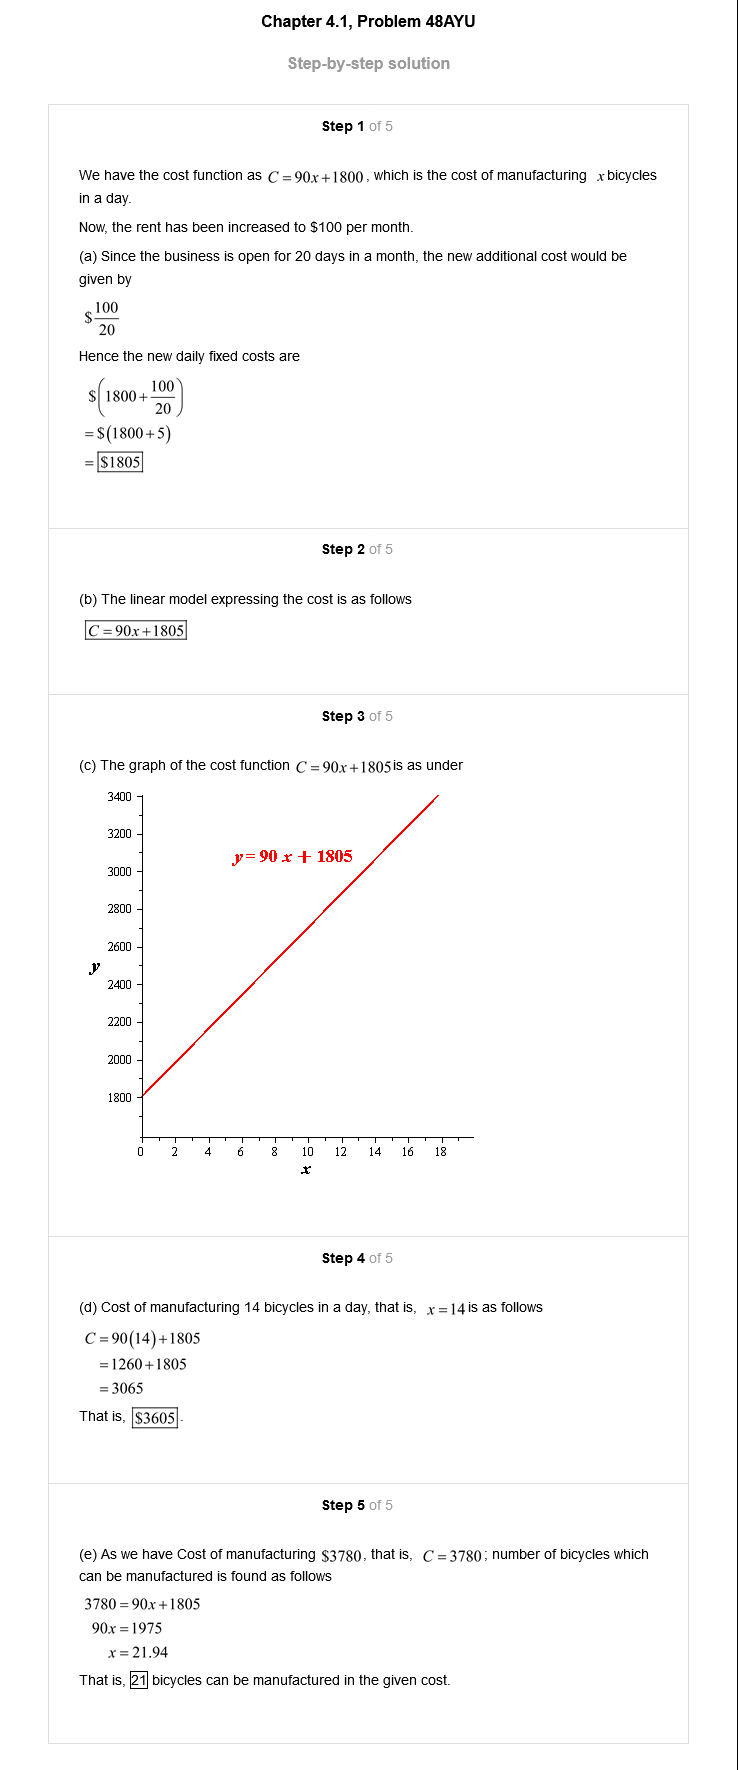 Chapter 4.1, Problem 48AYU
Step-by-step solution
Step 1 of 5
We have the cost function as C = 90x + 1800, which is the cost of manufacturing x bicycles
in a day.
Now, the rent has been increased to $100 per month.
(a) Since the business is open for 20 days in a month, the new additional cost would be
given by
$100/20
Hence the new daily fixed costs are
$(1800 + 100/20)
= $(1800 + 5)
= $1805
Step 2 of 5
(b) The linear model expressing the cost is as follows
C = 90x + 1805
Step 3 of 5
(c) The graph of the cost function C = 90x + 1805 is as under
3400
3200
y = 90 x + 1805
3000
2800
2600
y
2400
2200
2000
1800
0 2 4 6 8 10 12 14 16 18
x
Step 4 of 5
(d) Cost of manufacturing 14 bicycles in a day, that is, x = 14 is as follows
C = 90(14) + 1805
= 1260 + 1805
= 3065
That is, $3605.
Step 5 of 5
(e) As we have Cost of manufacturing $3780, that is, C = 3780; number of bicycles which
can be manufactured is found as follows
3780 = 90x + 1805
90x = 1975
x = 21.94
That is, 21 bicycles can be manufactured in the given cost.